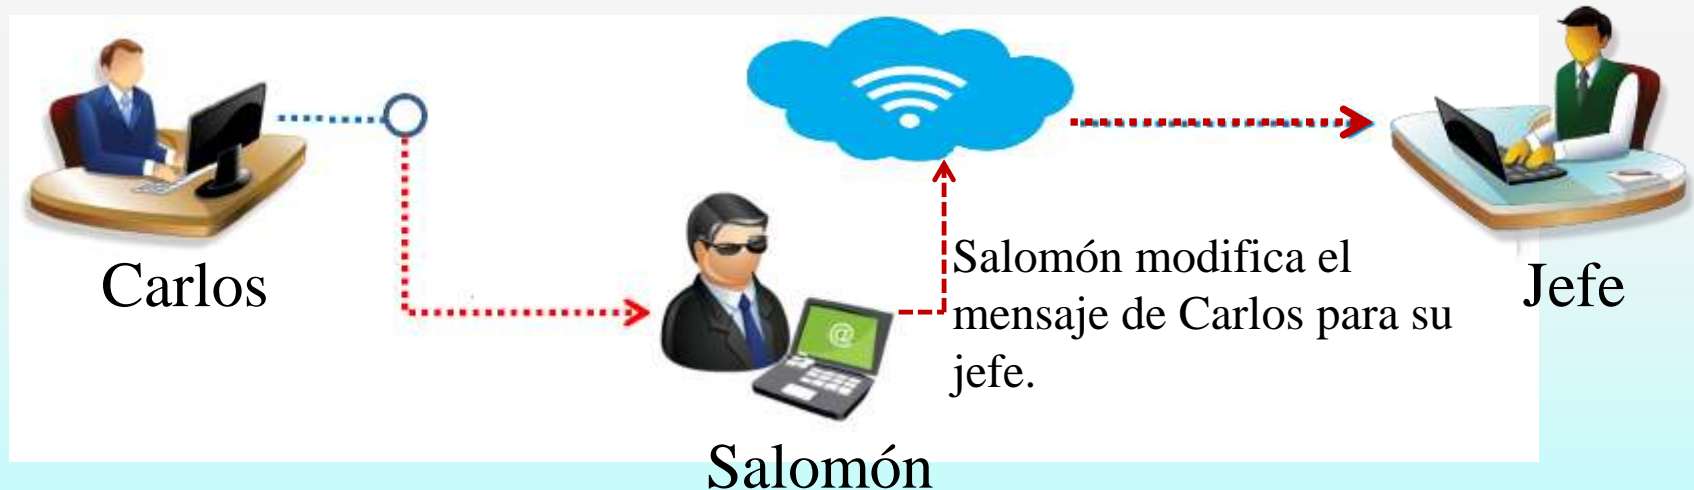 Carlos
@
Salomón modifica el
mensaje de Carlos para su
jefe.
Jefe
Salomón